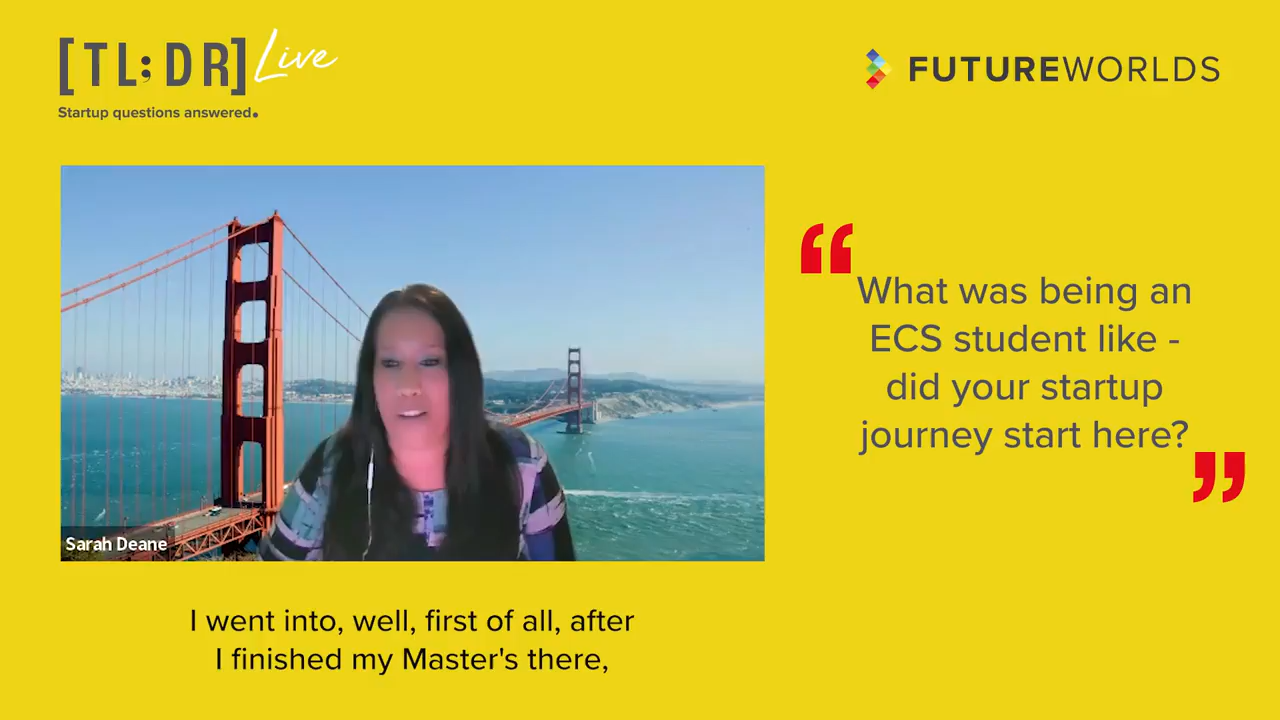 [TL;DR] Live
Startup questions answered.
FUTUREWORLDS
“
What was being an
ECS student like -
did your startup
journey start here?
”
Sarah Deane
I went into, well, first of all, after
I finished my Master's there,